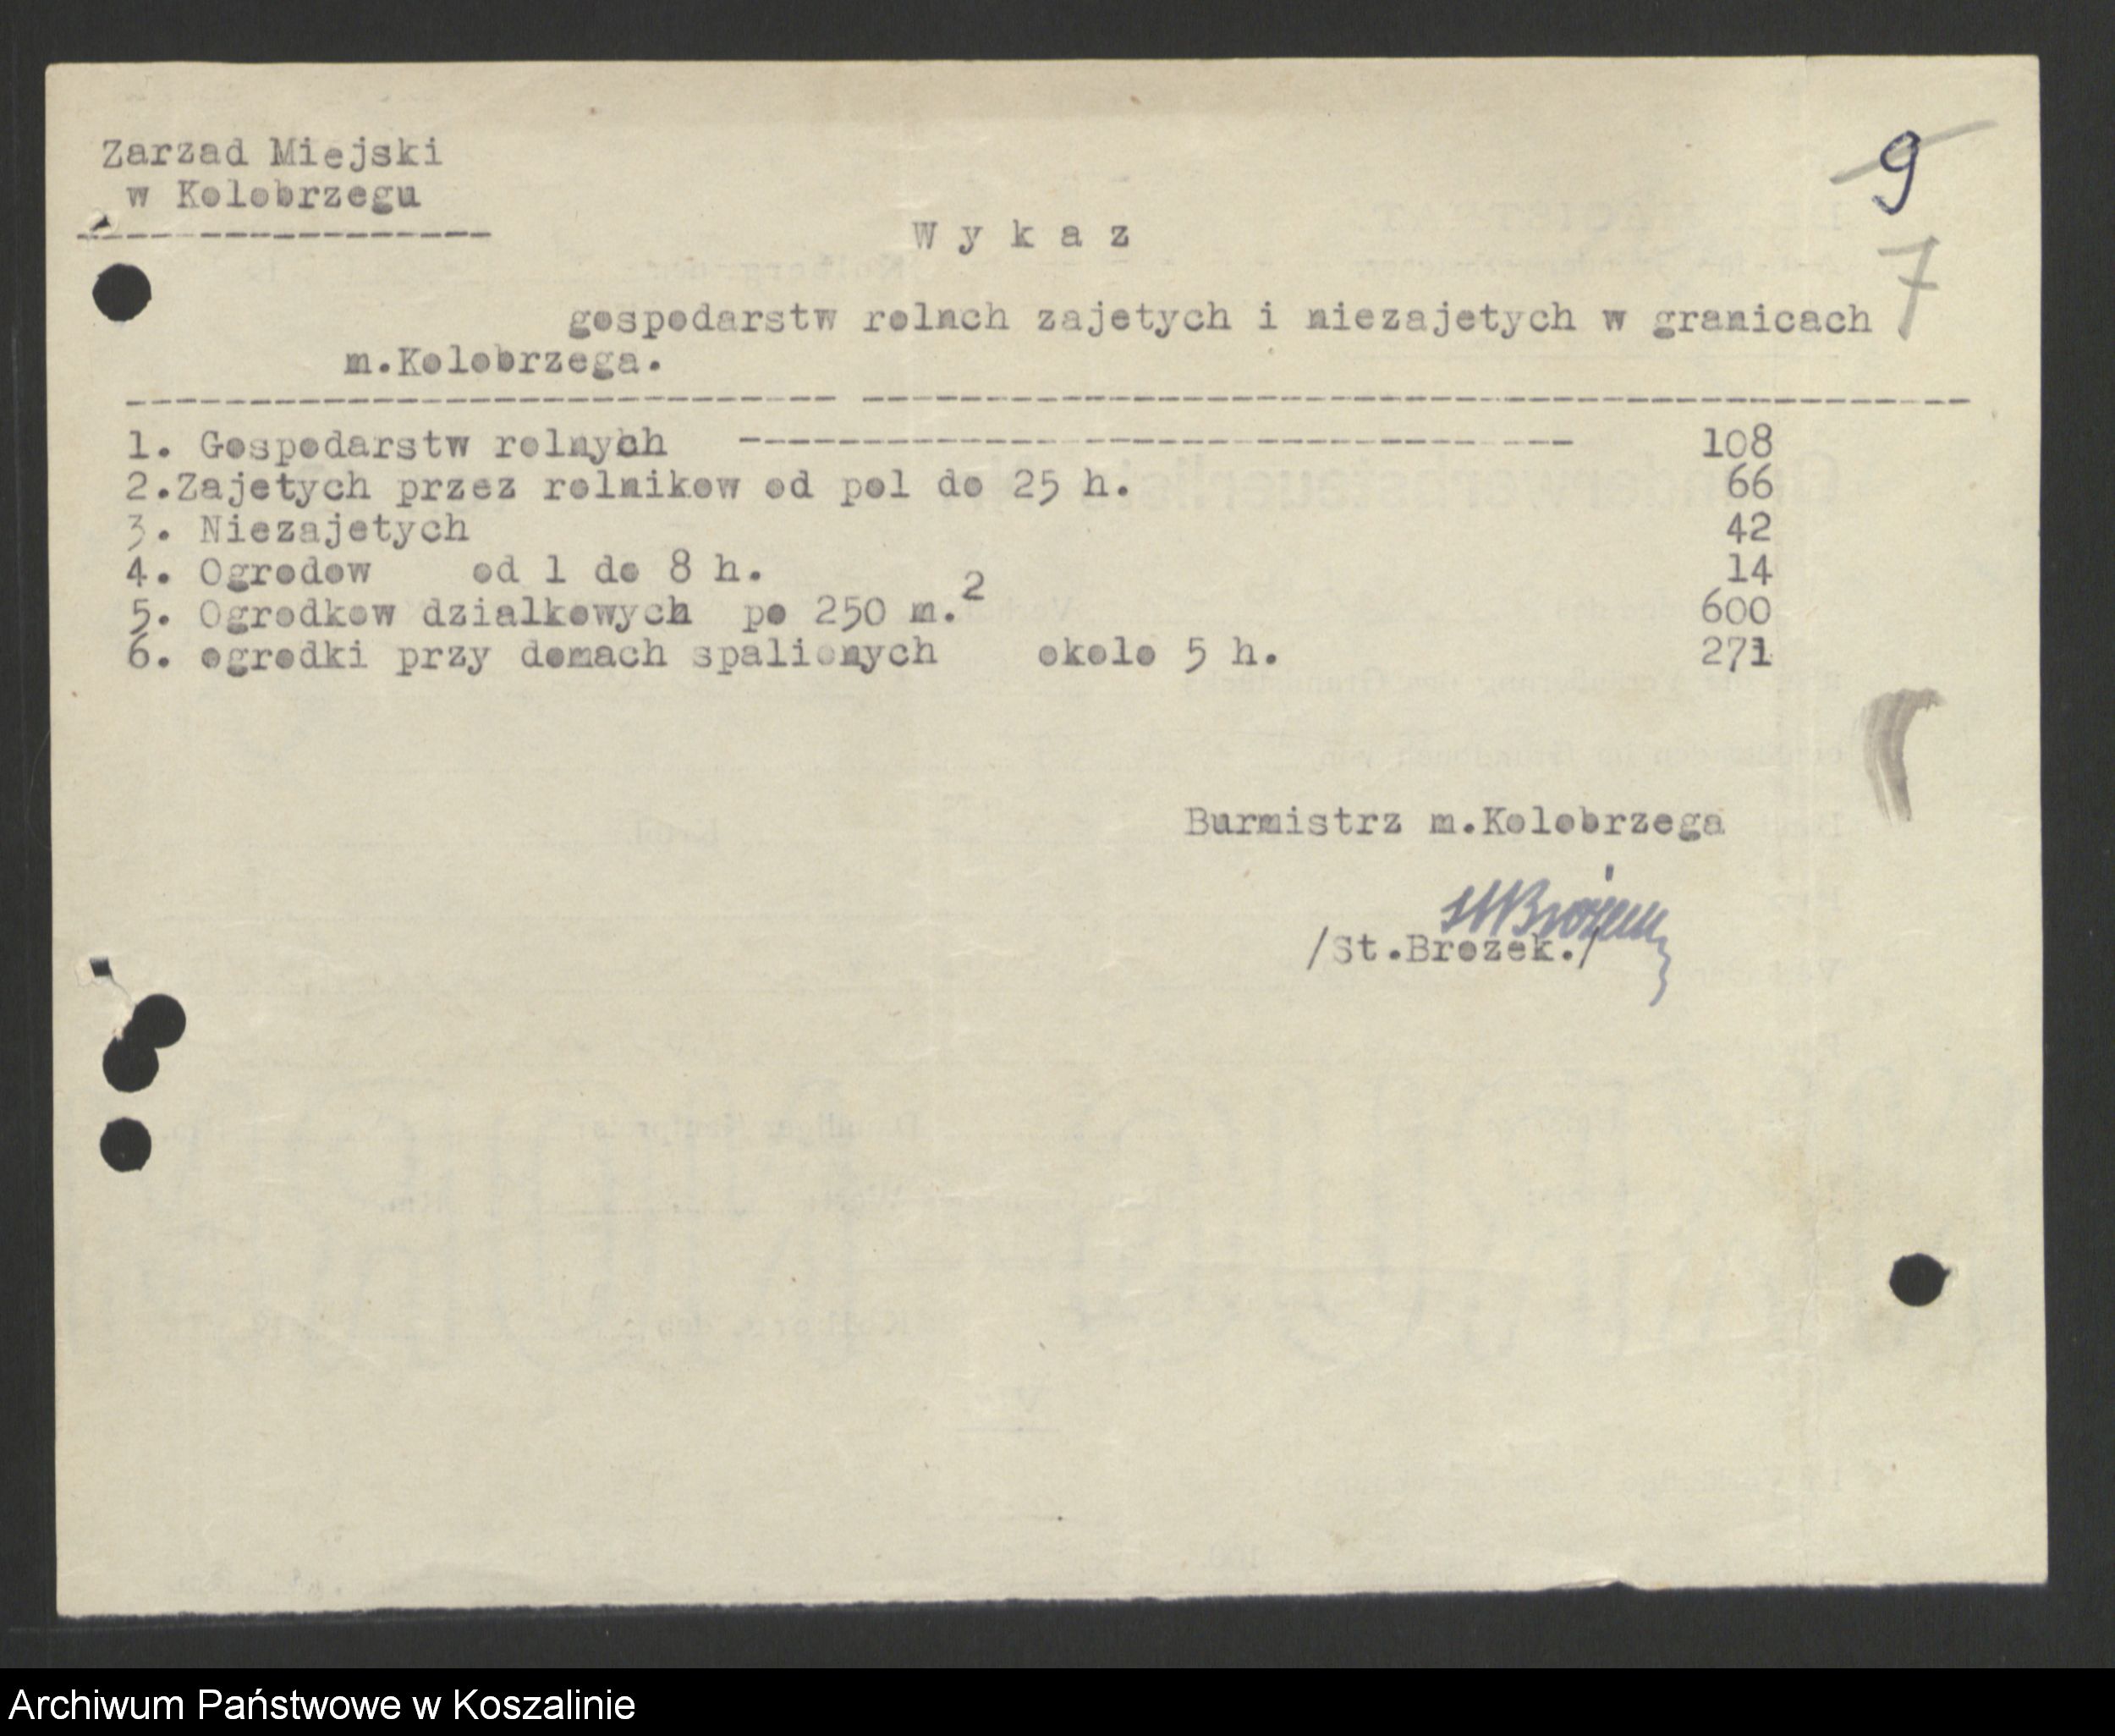 Zarzad Miejski
w Kolobrzegu
9
7
W y k a z
gospodarstw rolnch zajetych i niezajetych w granicach
m.Kolobrzega.
1. Gospodarstw rolnych 108
2.Zajetych przez rolnikow od pol do 25 h. 66
3. Niezajetych 42
4. Ogrodow od 1 do 8 h. 14
5. Ogrodkow dzialkowych po 250 m.2 600
6. ogrodki przy domach spalionych okolo 5 h. 271
Burmistrz m.Kolobrzega
/St.Brozek./
Archiwum Państwowe w Koszalinie